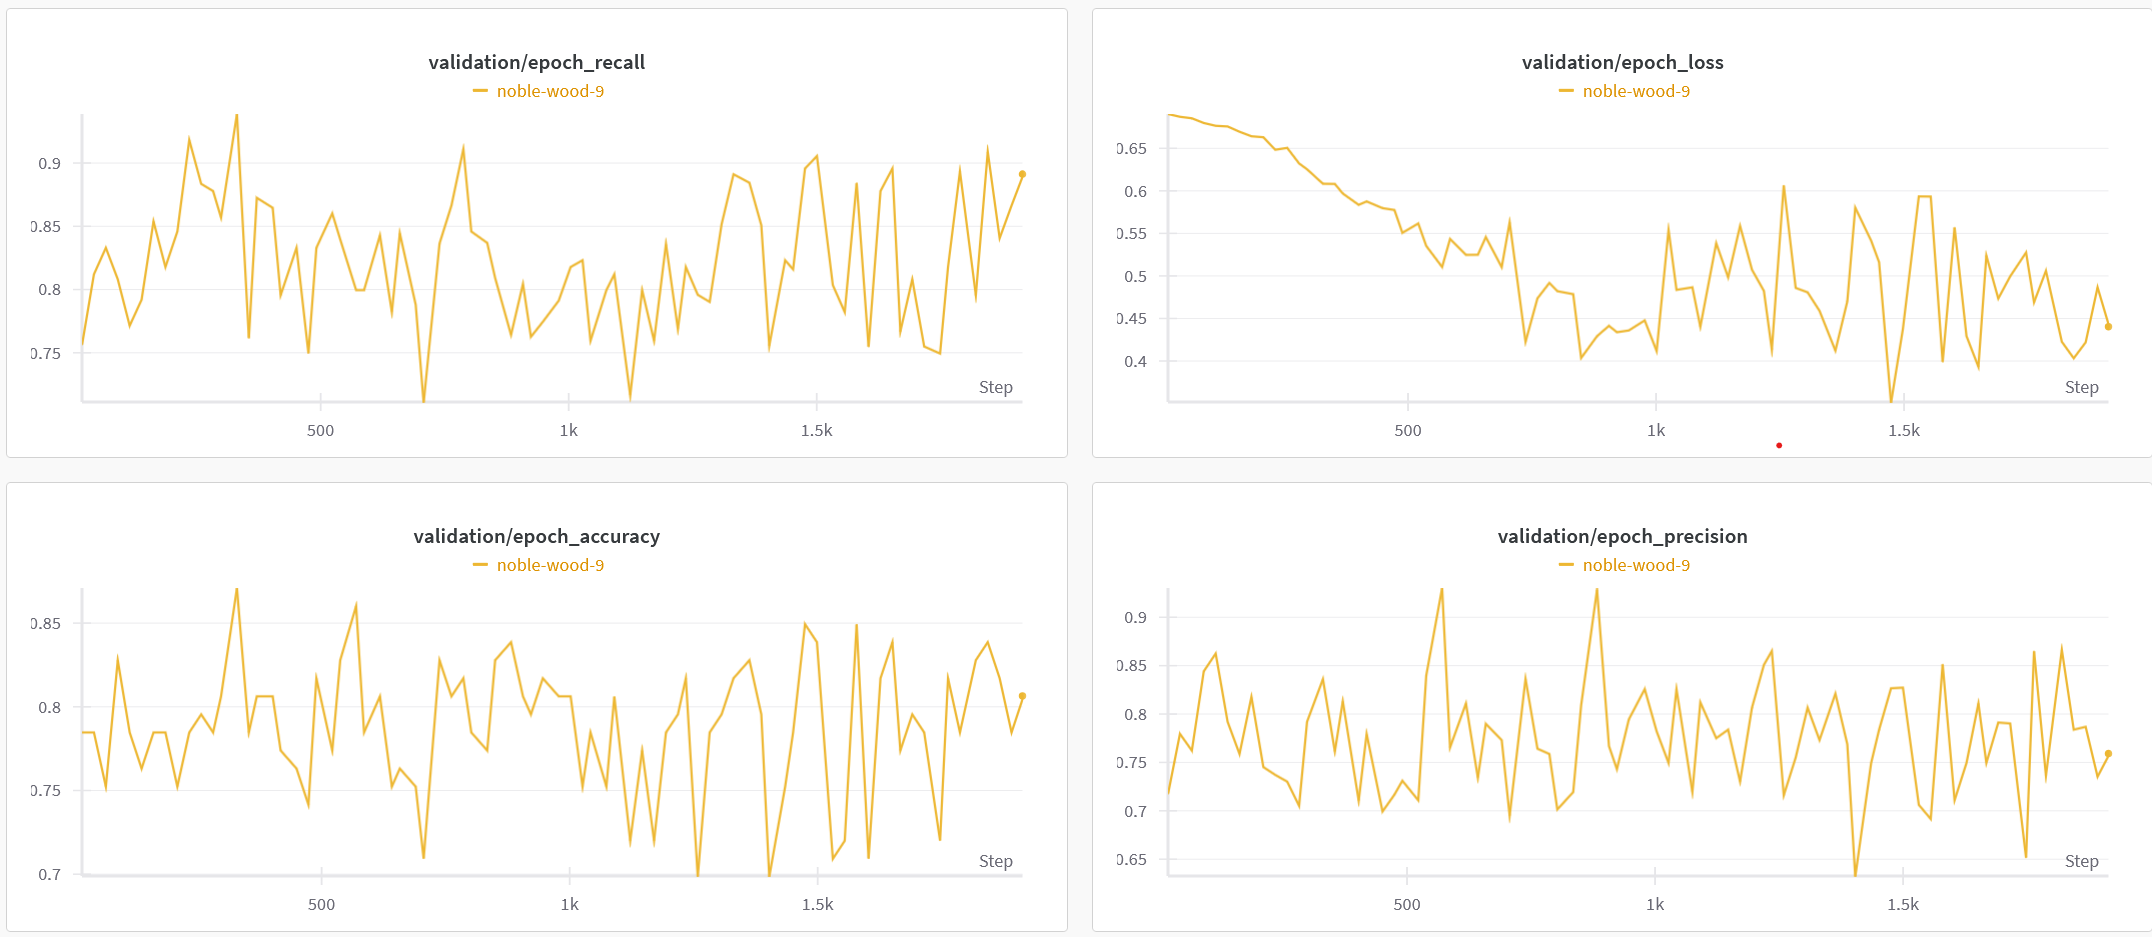 validation/epoch_recall
noble-wood-9
0.9
0.85
0.8
0.75
Step
500
1k
1.5k
validation/epoch_loss
noble-wood-9
0.65
0.6
0.55
0.5
0.45
0.4
Step
500
1k
1.5k
validation/epoch_accuracy
noble-wood-9
0.85
0.8
0.75
0.7
Step
500
1k
1.5k
validation/epoch_precision
noble-wood-9
0.9
0.85
0.8
0.75
0.7
0.65
Step
500
1k
1.5k